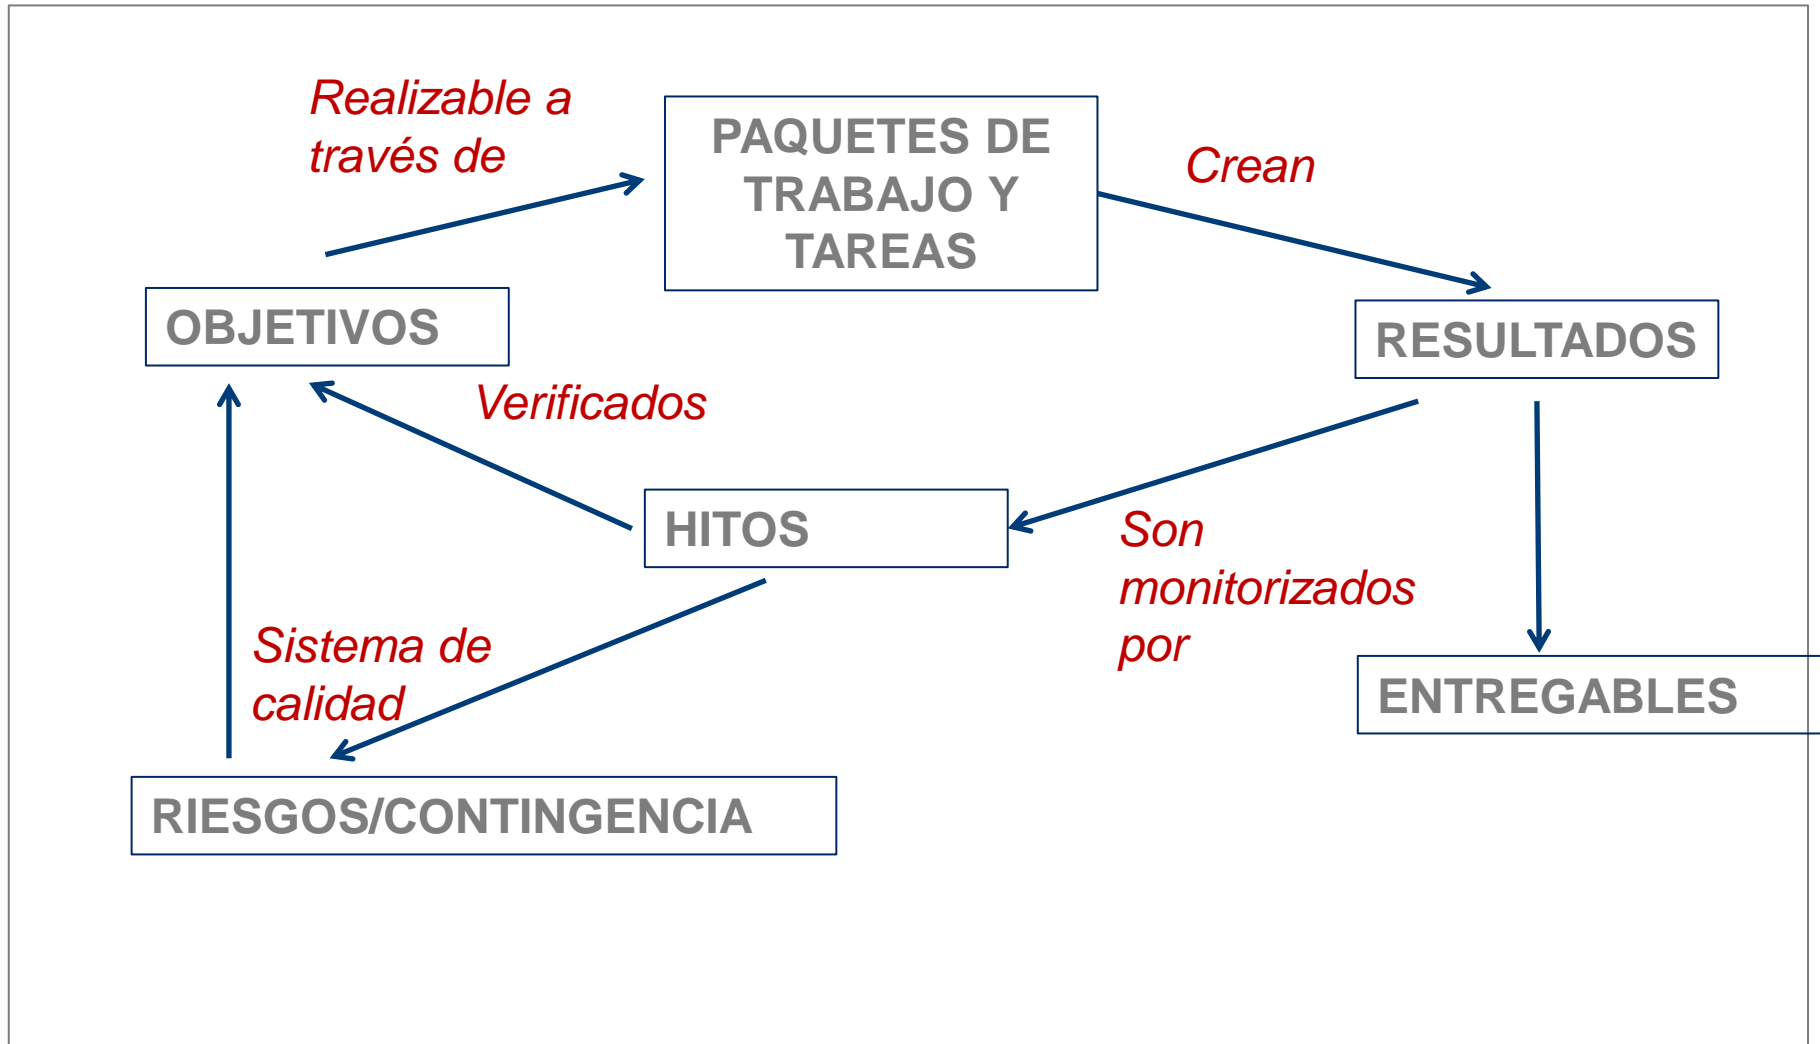 Realizable a
través de
PAQUETES DE
TRABAJO Y
TAREAS
Crean
OBJETIVOS
RESULTADOS
Verificados
HITOS
Son
monitorizados
por
Sistema de
calidad
ENTREGABLES
RIESGOS/CONTINGENCIA